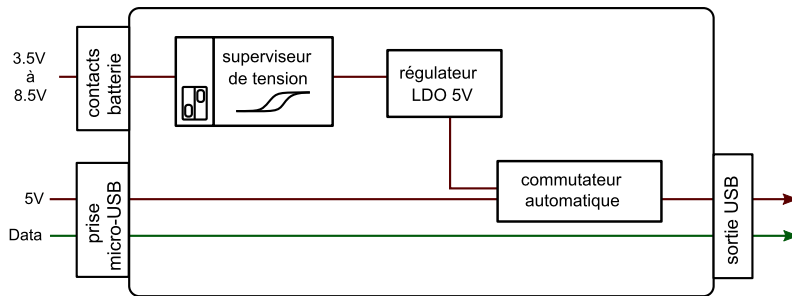 3.5V
à
8.5V
contacts
batterie
superviseur
de tension
régulateur
LDO 5V
5V
Data
prise
micro-USB
commutateur
automatique
sortie USB